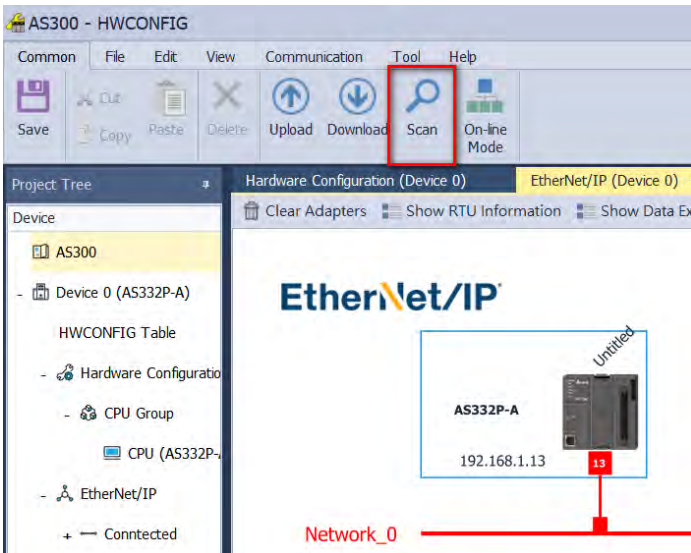 AS300 - HWCONFIG
Common File Edit View Communication Tool Help
Save Cut Copy Paste Delete Upload Download Scan On-line Mode
Project Tree
Hardware Configuration (Device 0) EtherNet/IP (Device 0)
Device
Clear Adapters Show RTU Information Show Data Ex
AS300
Device 0 (AS332P-A)
HWCONFIG Table
Hardware Configuratio
CPU Group
CPU (AS332P-
EtherNet/IP
Conntected
EtherNet/IP
Untitled
AS332P-A
192.168.1.13
13
Network_0